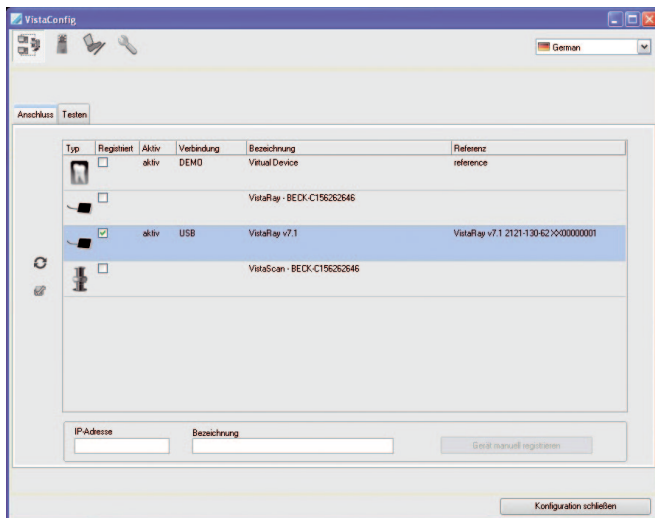 VistaConfig
German
Anschluss Testen
Typ Registriert Aktiv Verbindung Bezeichnung Referenz
aktiv DEMO Virtual Device reference
VistaRay - BECK-C156262646
aktiv USB VistaRay v7.1 VistaRay v7.1 2121-130-62XX00000001
VistaScan - BECK-C156262646
IP-Adresse Bezeichnung
Gerät manuell registrieren
Konfiguration schließen